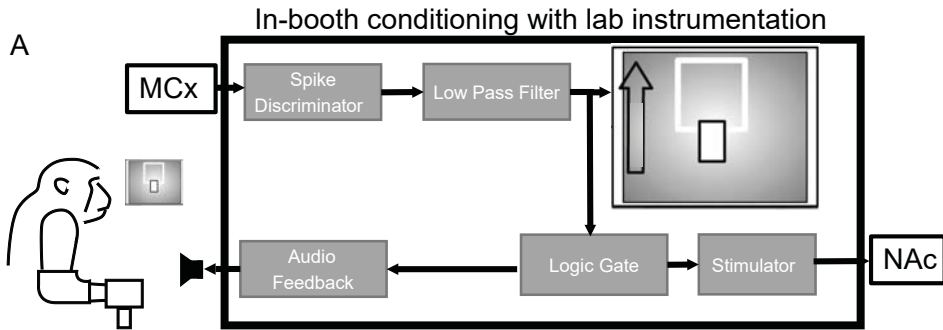 In-booth conditioning with lab instrumentation
A
MCx
Spike
Discriminator
Low Pass Filter
Audio
Feedback
Logic Gate
Stimulator
NAc